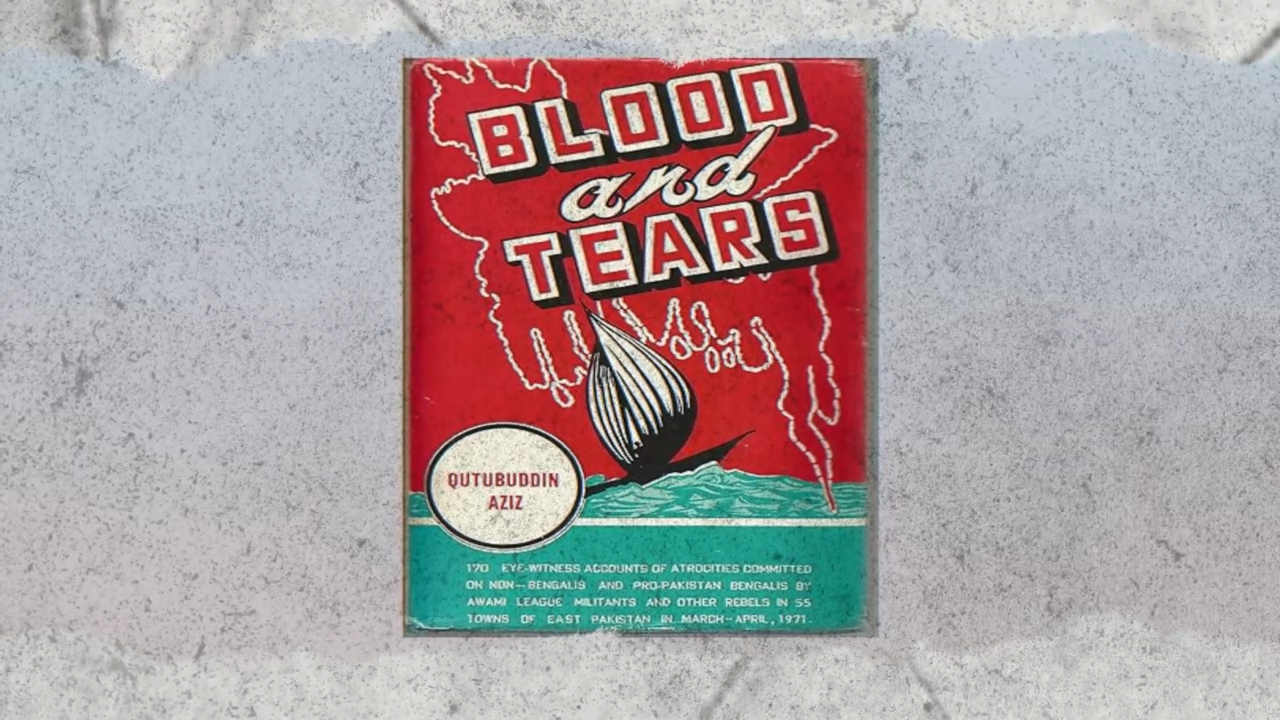 BLOOD
and
TEARS
QUTUBUDDIN
AZIZ
170 EYE-WITNESS ACCOUNTS OF ATROCITIES COMMITTED
ON NON-BENGALIS AND PRO-PAKISTAN BENGALIS BY
AWAMI LEAGUE MILITANTS AND OTHER REBELS IN 55
TOWNS OF EAST PAKISTAN IN MARCH-APRIL, 1971.